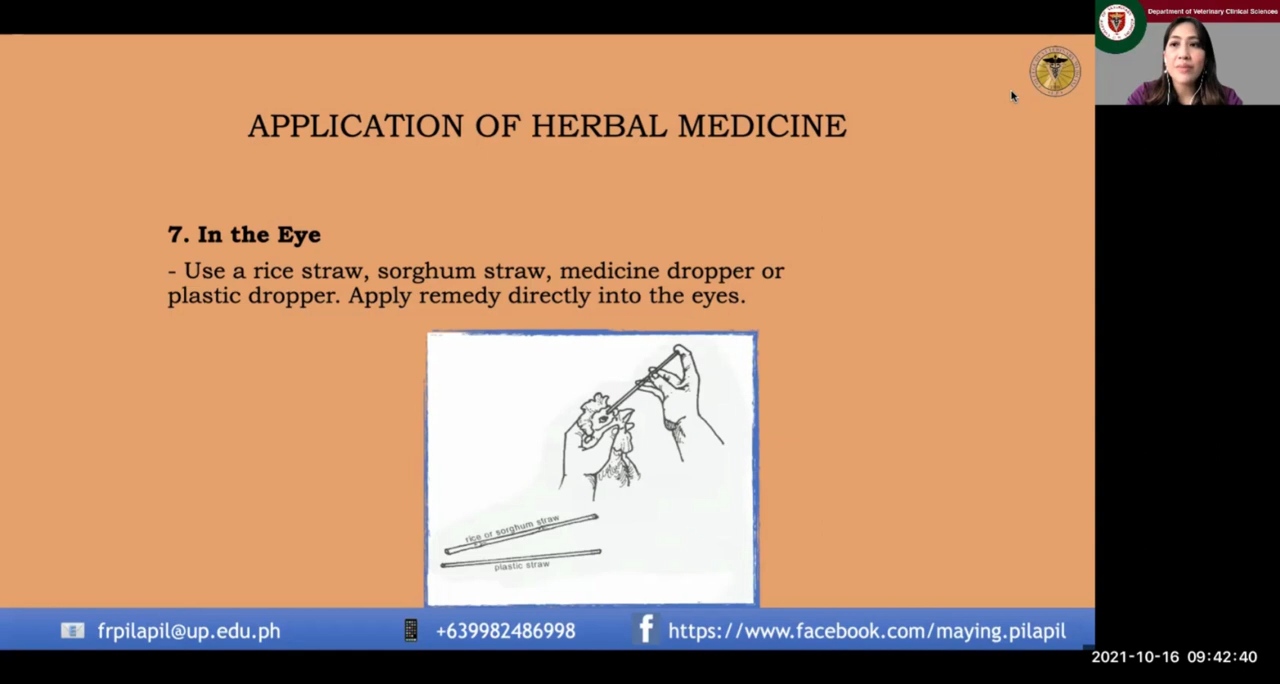 Department of Veterinary Clinical Sciences
APPLICATION OF HERBAL MEDICINE
7. In the Eye
- Use a rice straw, sorghum straw, medicine dropper or
plastic dropper. Apply remedy directly into the eyes.
rice or sorghum straw
plastic straw
frpilapil@up.edu.ph
+639982486998
https://www.facebook.com/maying.pilapil
2021-10-16 09:42:40